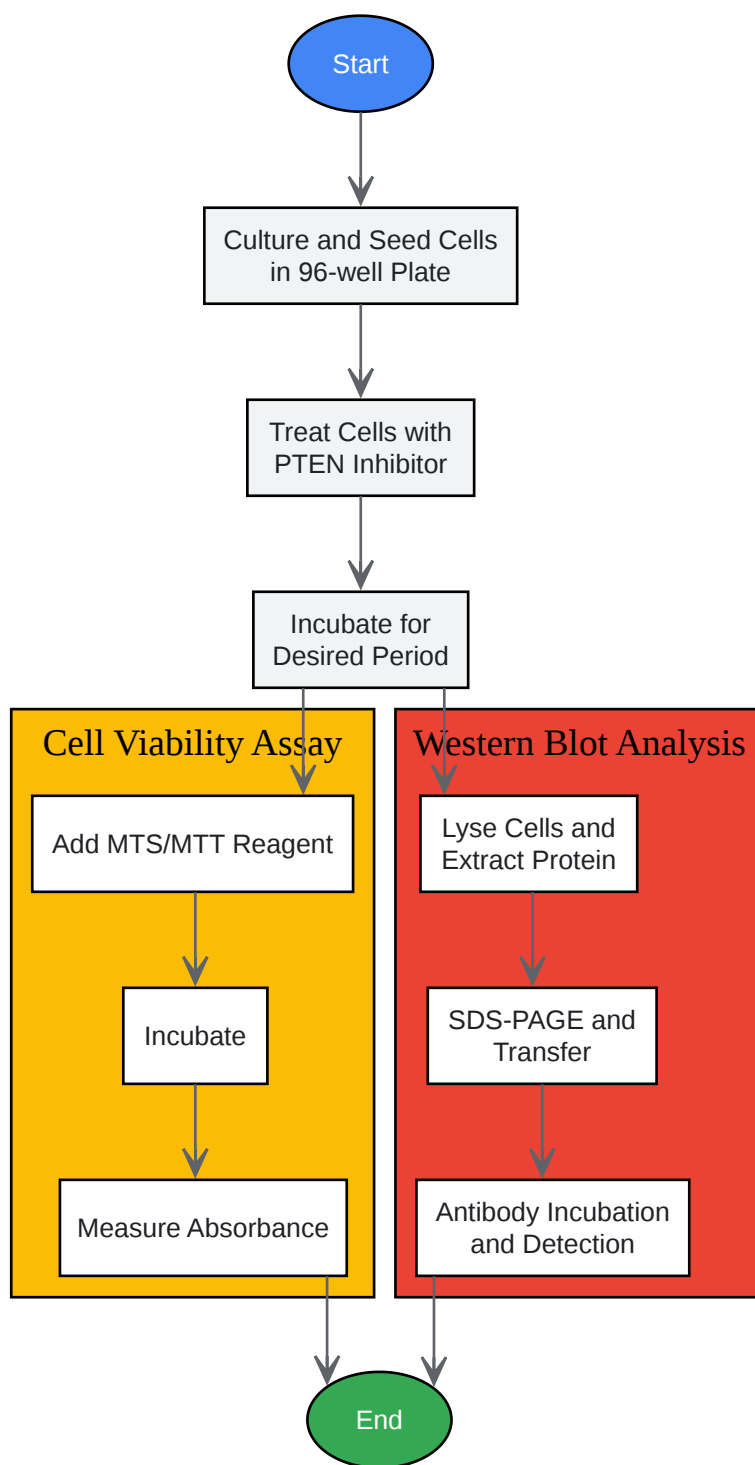 Start
Culture and Seed Cells
in 96-well Plate
Treat Cells with
PTEN Inhibitor
Incubate for
Desired Period
Cell Viability Assay
Add MTS/MTT Reagent
Incubate
Measure Absorbance
Western Blot Analysis
Lyse Cells and
Extract Protein
SDS-PAGE and
Transfer
Antibody Incubation
and Detection
End